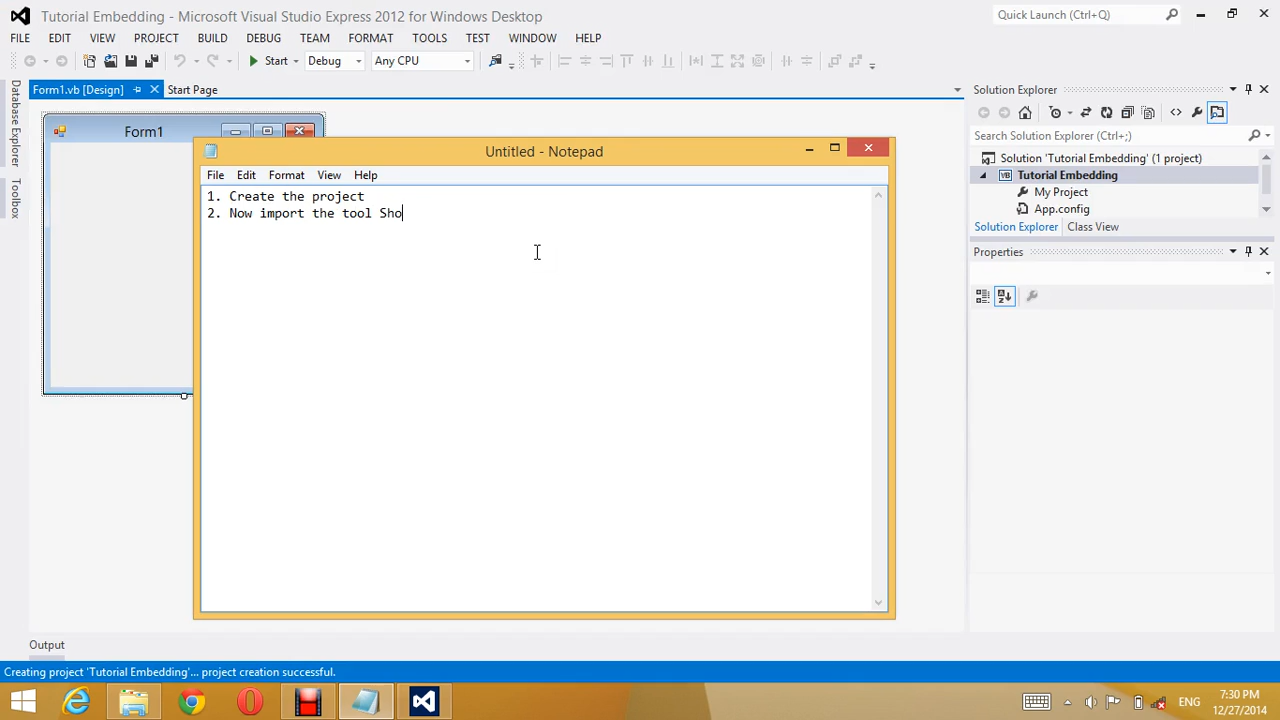 Tutorial Embedding - Microsoft Visual Studio Express 2012 for Windows Desktop
Quick Launch (Ctrl+Q)
FILE EDIT VIEW PROJECT BUILD DEBUG TEAM FORMAT TOOLS TEST WINDOW HELP
Start Debug Any CPU
Form1.vb [Design] Start Page
Database Explorer
Toolbox
Form1
Untitled - Notepad
File Edit Format View Help
1. Create the project
2. Now import the tool Sho
Solution Explorer
Search Solution Explorer (Ctrl+;)
Solution 'Tutorial Embedding' (1 project)
VB Tutorial Embedding
My Project
App.config
Solution Explorer Class View
Properties
Output
Creating project 'Tutorial Embedding'... project creation successful.
ENG
7:30 PM
12/27/2014